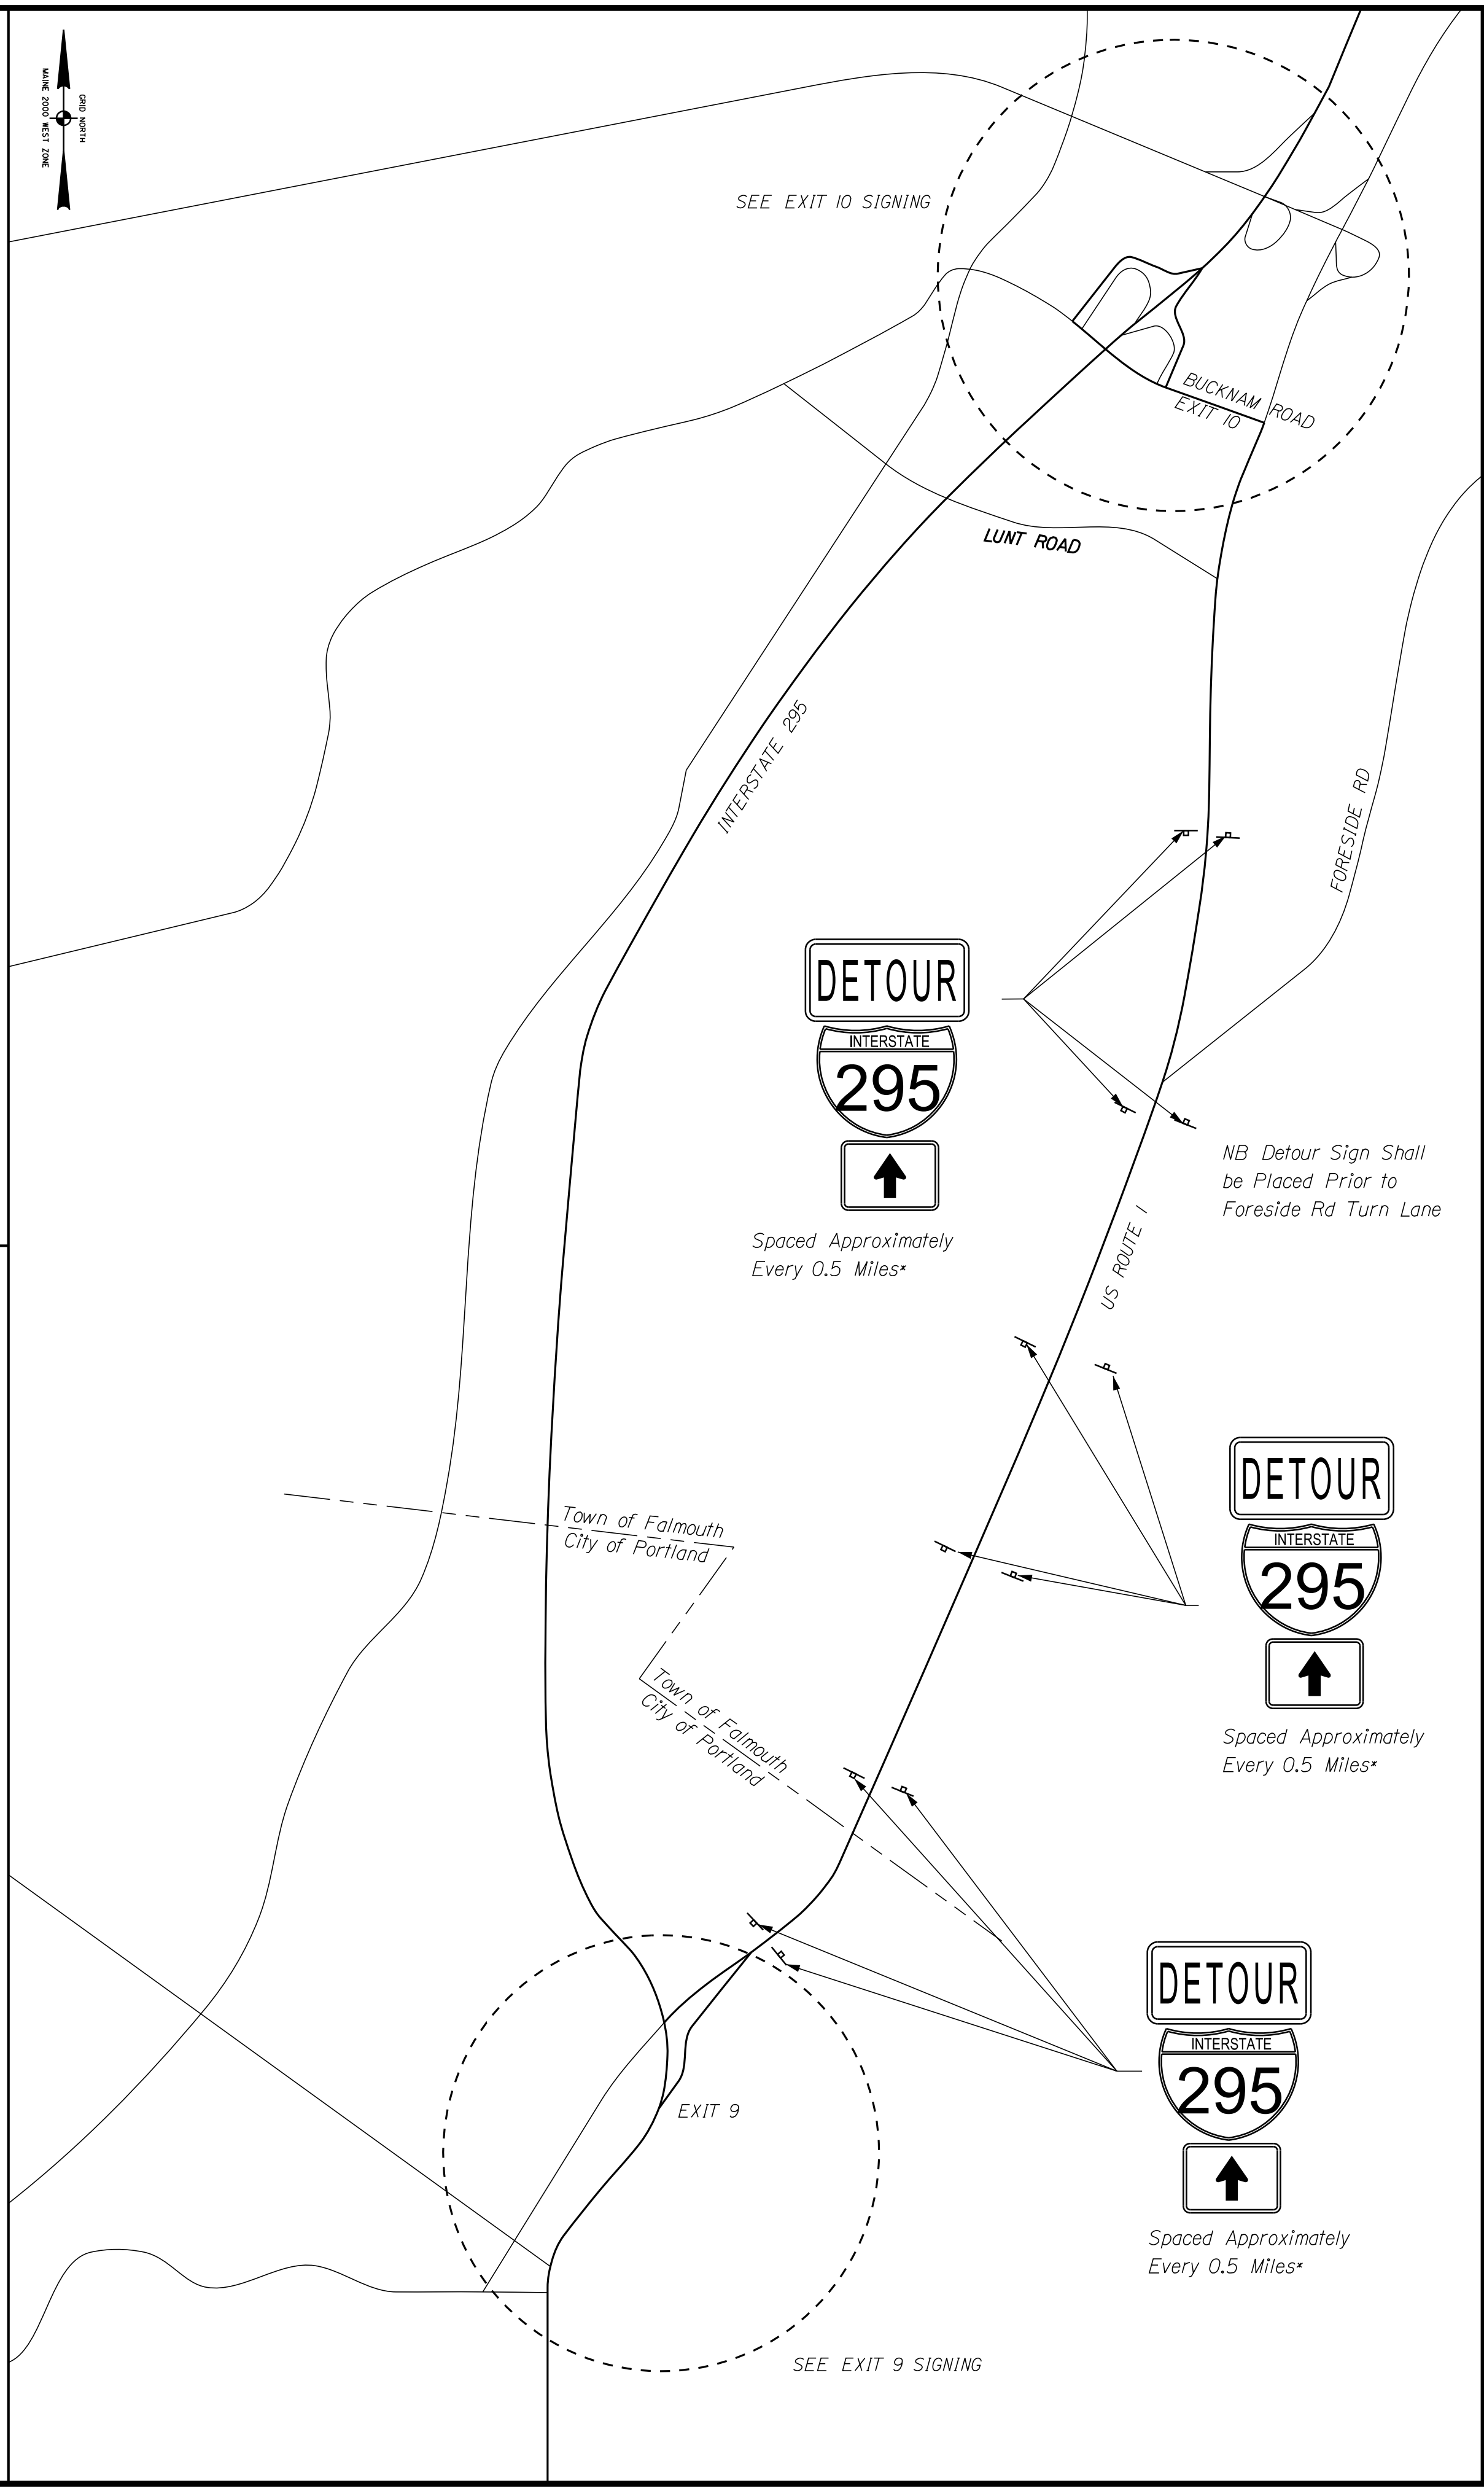 GRID NORTH
MAINE 2000 WEST ZONE
SEE EXIT 10 SIGNING
BUCKNAM ROAD
EXIT 10
LUNT ROAD
INTERSTATE 295
FORESIDE RD
DETOUR
INTERSTATE
295
Spaced Approximately
Every 0.5 Miles*
NB Detour Sign Shall
be Placed Prior to
Foreside Rd Turn Lane
US ROUTE 1
DETOUR
INTERSTATE
295
Spaced Approximately
Every 0.5 Miles*
Town of Falmouth
City of Portland
Town of Falmouth
City of Portland
DETOUR
INTERSTATE
295
Spaced Approximately
Every 0.5 Miles*
EXIT 9
SEE EXIT 9 SIGNING